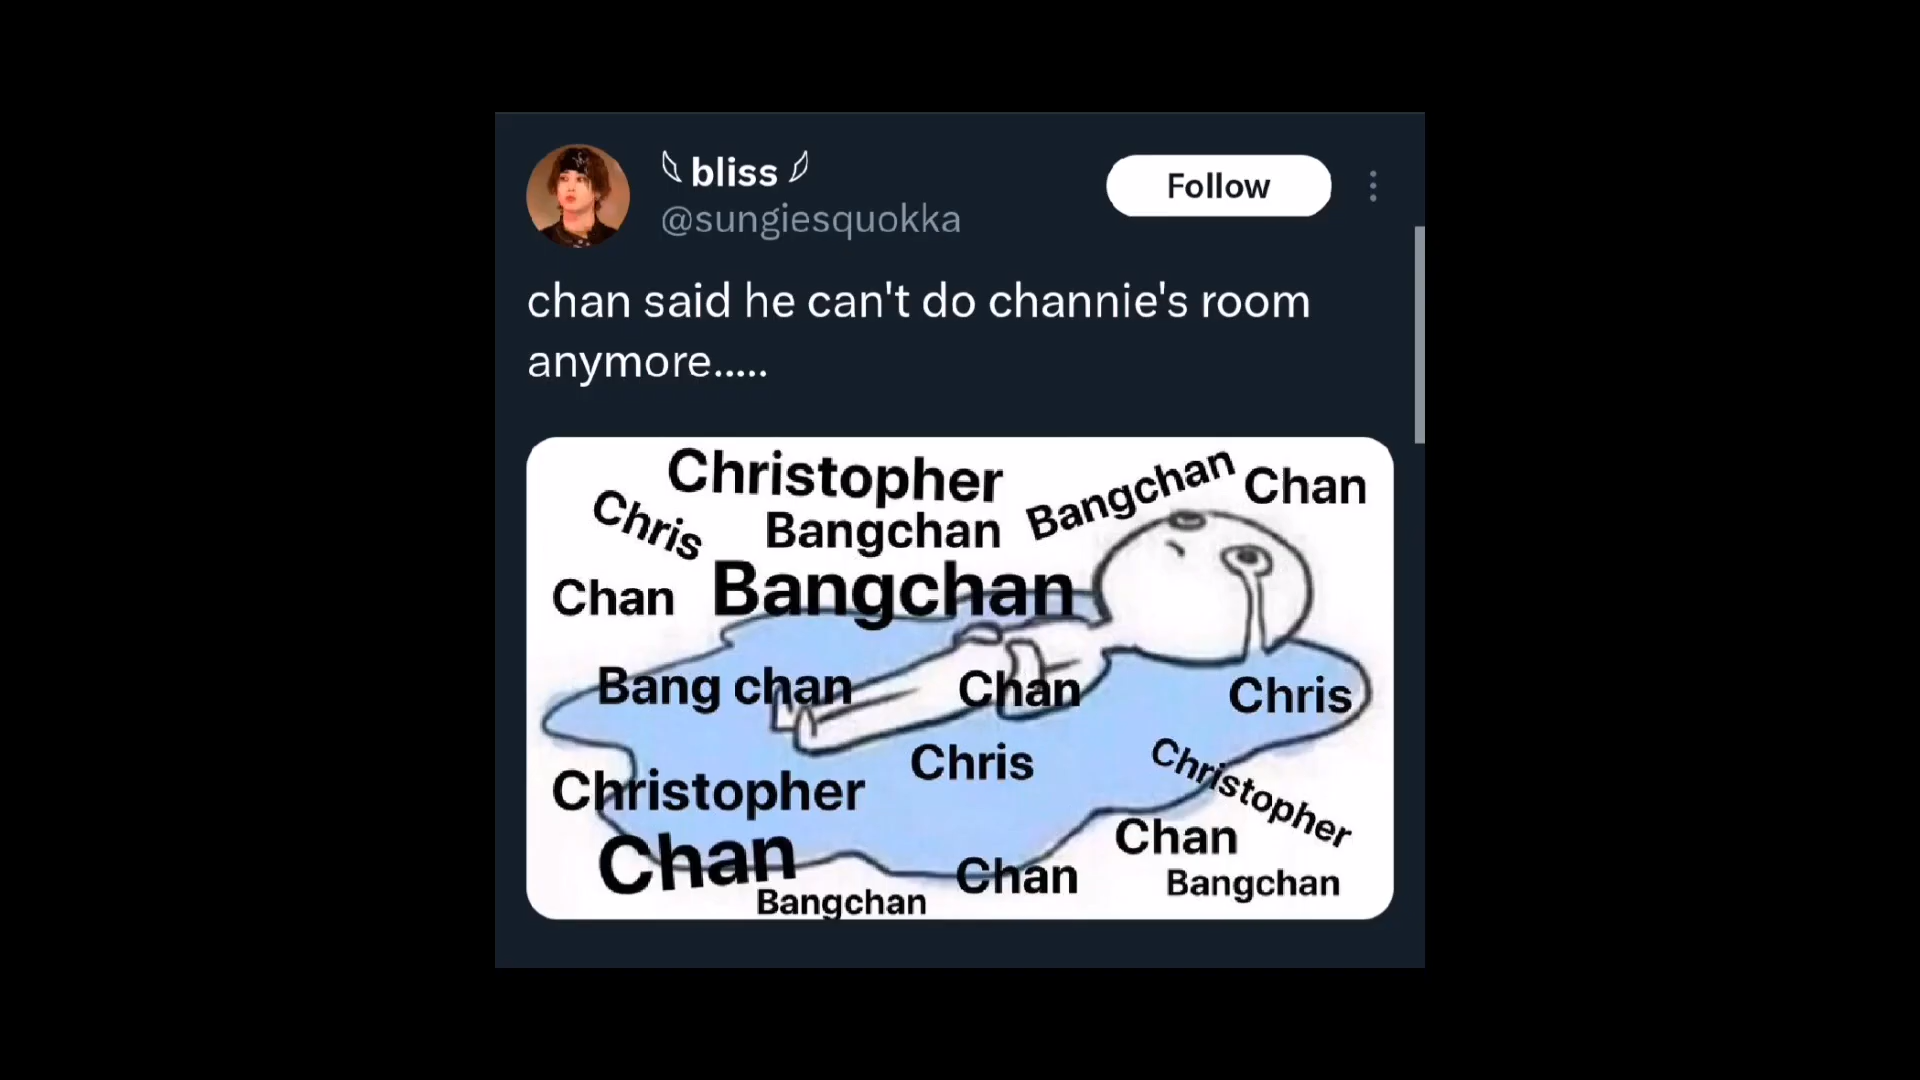 bliss
@sungiesquokka
Follow
chan said he can't do channie's room
anymore.....
Christopher
Bangchan
Chan
Chris
Bangchan
Chan
Bangchan
Bang chan
Chan
Chris
Chris
Christopher
Christopher
Chan
Chan
Chan
Bangchan
Bangchan